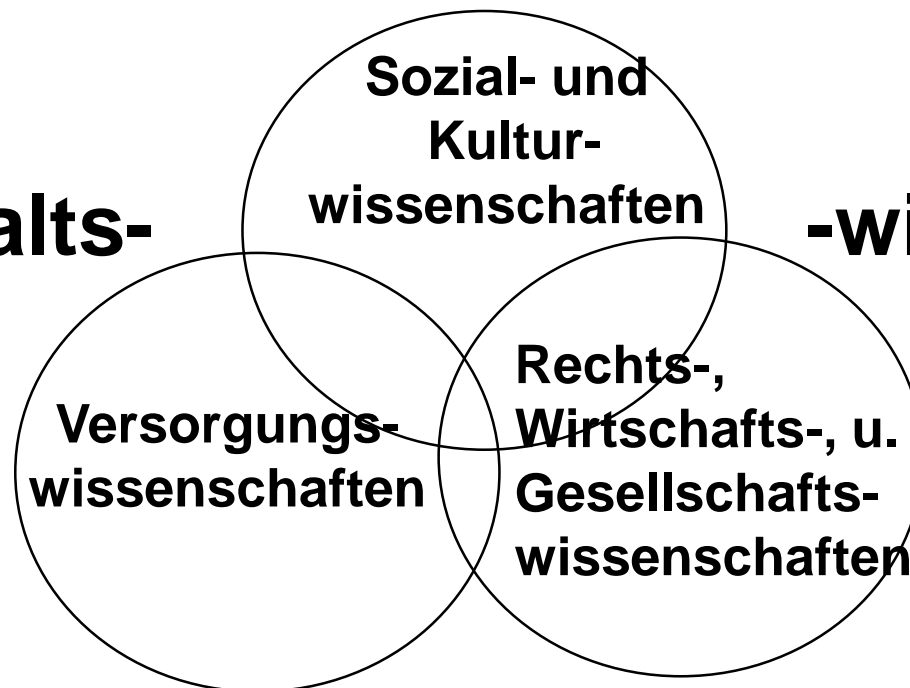 Sozial- und
Kultur-
wissenschaften
alts-
-wi
Versorgungs-
wissenschaften
Rechts-,
Wirtschafts-, u.
Gesellschafts-
wissenschaften